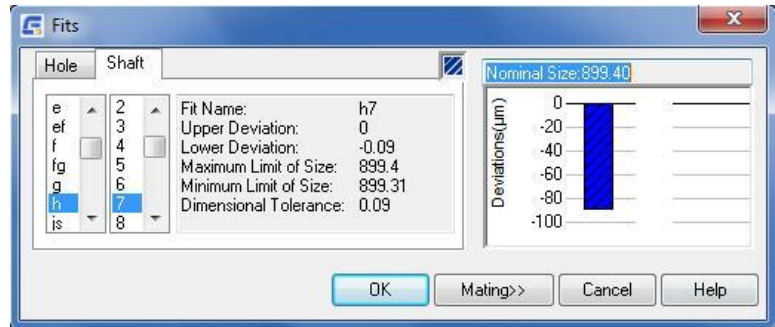 Fits
Hole
Shaft
e
ef
f
fg
g
h
js
2
3
4
5
6
7
8
Fit Name: h7
Upper Deviation: 0
Lower Deviation: -0.09
Maximum Limit of Size: 899.4
Minimum Limit of Size: 899.31
Dimensional Tolerance: 0.09
Nominal Size:899.40
Deviations(µm)
0
-20
-40
-60
-80
-100
OK
Mating>>
Cancel
Help